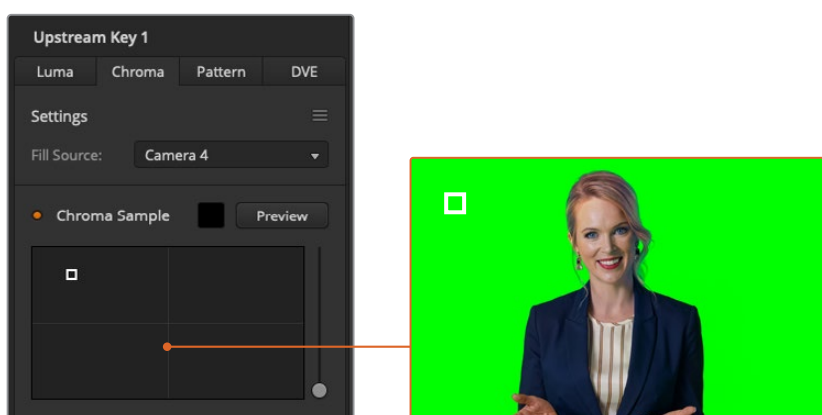 Upstream Key 1
Luma Chroma Pattern DVE
Settings
Fill Source: Camera 4
Chroma Sample Preview